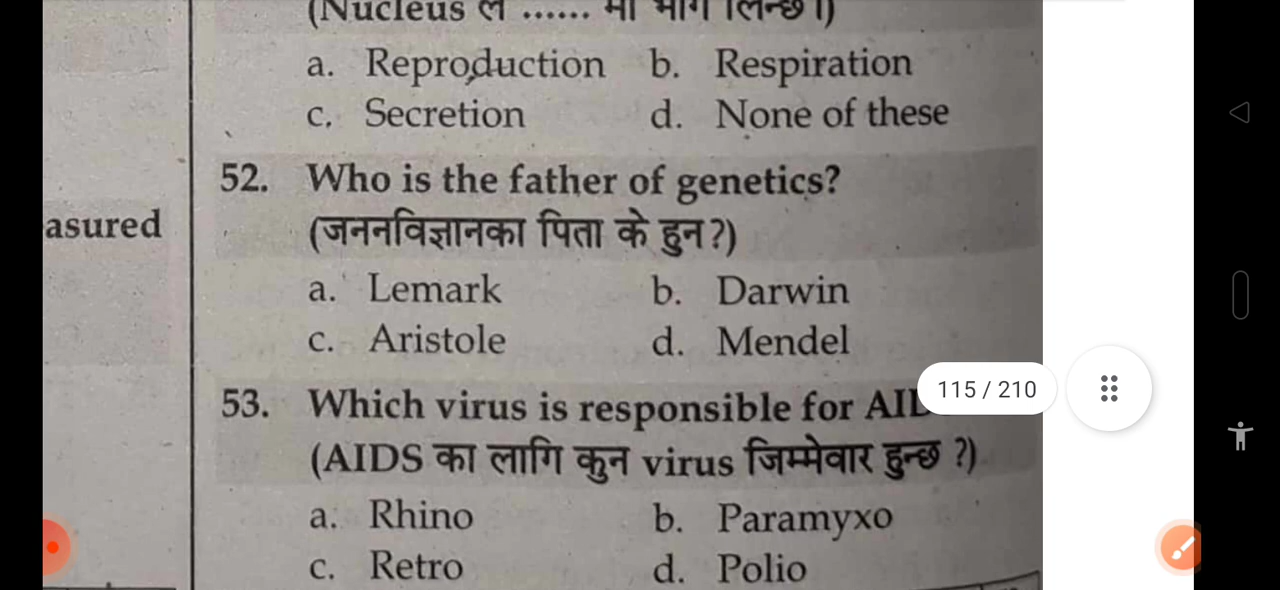 (Nucleus ले ...... मा भाग लिन्छ ।)
a. Reproduction b. Respiration
c. Secretion d. None of these
52. Who is the father of genetics?
(जननविज्ञानका पिता के हुन ?)
asured
a. Lemark b. Darwin
c. Aristole d. Mendel
115 / 210
53. Which virus is responsible for
(AIDS का लागि कुन virus जिम्मेवार हुन्छ ?)
a. Rhino b. Paramyxo
c. Retro d. Polio